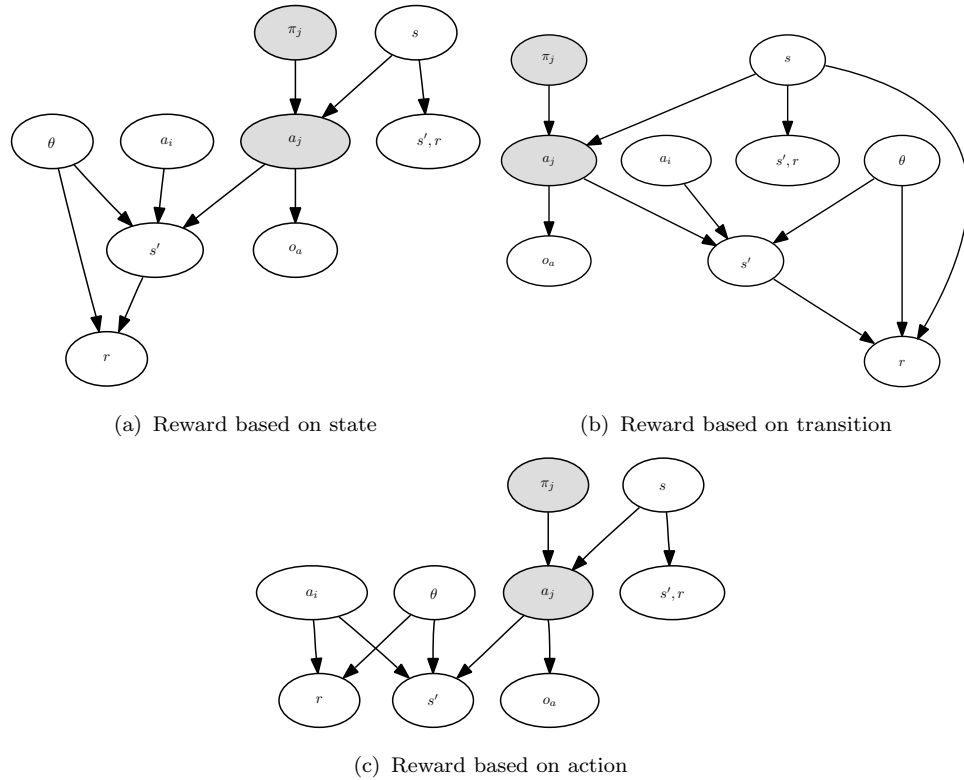 π_j s
θ a_i a_j s′, r
s′ o_a
r
(a) Reward based on state
π_j s
a_j a_i s′, r θ
o_a s′
r
(b) Reward based on transition
π_j s
a_i θ a_j s′, r
r s′ o_a
(c) Reward based on action